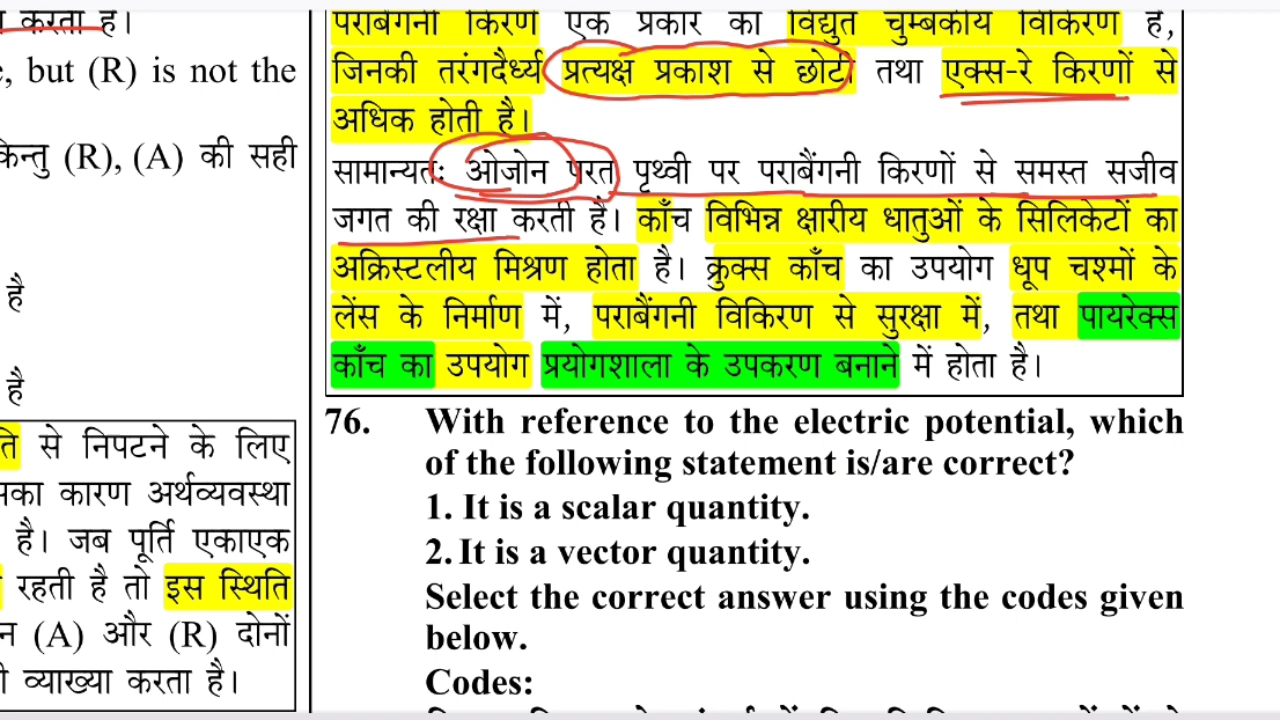 करता है।
, but (R) is not the
किन्तु (R), (A) की सही
है
है
से निपटने के लिए
कारण अर्थव्यवस्था
है। जब पूर्ति एकाएक
रहती है तो इस स्थिति
(A) और (R) दोनों
व्याख्या करता है।
पराबैंगनी किरण एक प्रकार का विद्युत चुम्बकीय विकिरण है,
जिनकी तरंगदैर्ध्य प्रत्यक्ष प्रकाश से छोटी तथा एक्स-रे किरणों से
अधिक होती है।
सामान्यतः ओजोन परत पृथ्वी पर पराबैंगनी किरणों से समस्त सजीव
जगत की रक्षा करती है। काँच विभिन्न क्षारीय धातुओं के सिलिकेटों का
अक्रिस्टलीय मिश्रण होता है। क्रुक्स काँच का उपयोग धूप चश्मों के
लेंस के निर्माण में, पराबैंगनी विकिरण से सुरक्षा में, तथा पायरेक्स
काँच का उपयोग प्रयोगशाला के उपकरण बनाने में होता है।
76. With reference to the electric potential, which
of the following statement is/are correct?
1. It is a scalar quantity.
2. It is a vector quantity.
Select the correct answer using the codes given
below.
Codes: